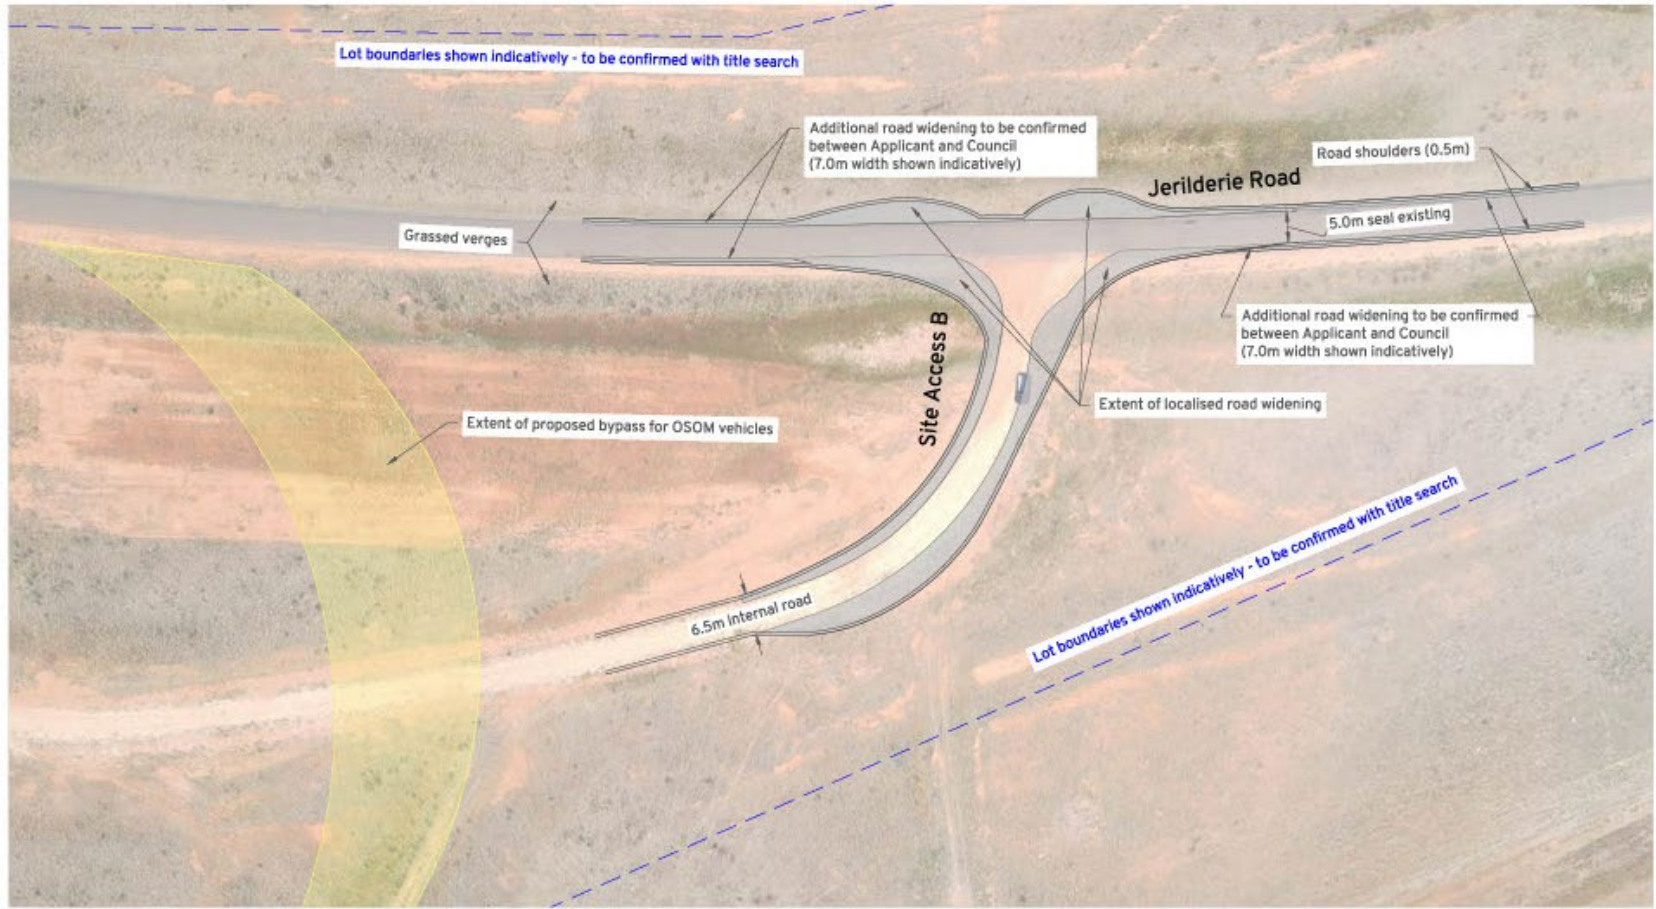 Lot boundaries shown indicatively - to be confirmed with title search
Additional road widening to be confirmed
between Applicant and Council
(7.0m width shown indicatively)
Road shoulders (0.5m)
Jerilderie Road
5.0m seal existing
Grassed verges
Additional road widening to be confirmed
between Applicant and Council
(7.0m width shown indicatively)
Site Access B
Extent of localised road widening
Extent of proposed bypass for OSOM vehicles
Lot boundaries shown indicatively - to be confirmed with title search
6.5m Internal road